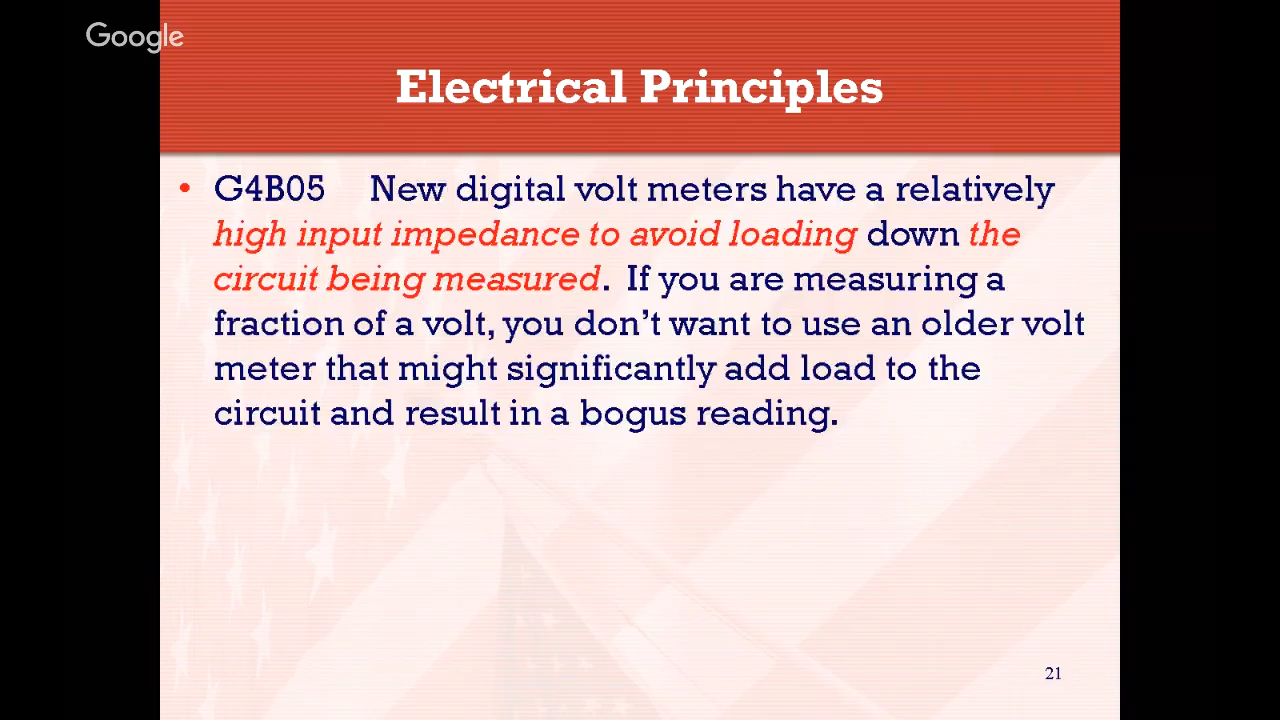 Google
Electrical Principles
• G4B05 New digital volt meters have a relatively
high input impedance to avoid loading down the
circuit being measured. If you are measuring a
fraction of a volt, you don't want to use an older volt
meter that might significantly add load to the
circuit and result in a bogus reading.
21